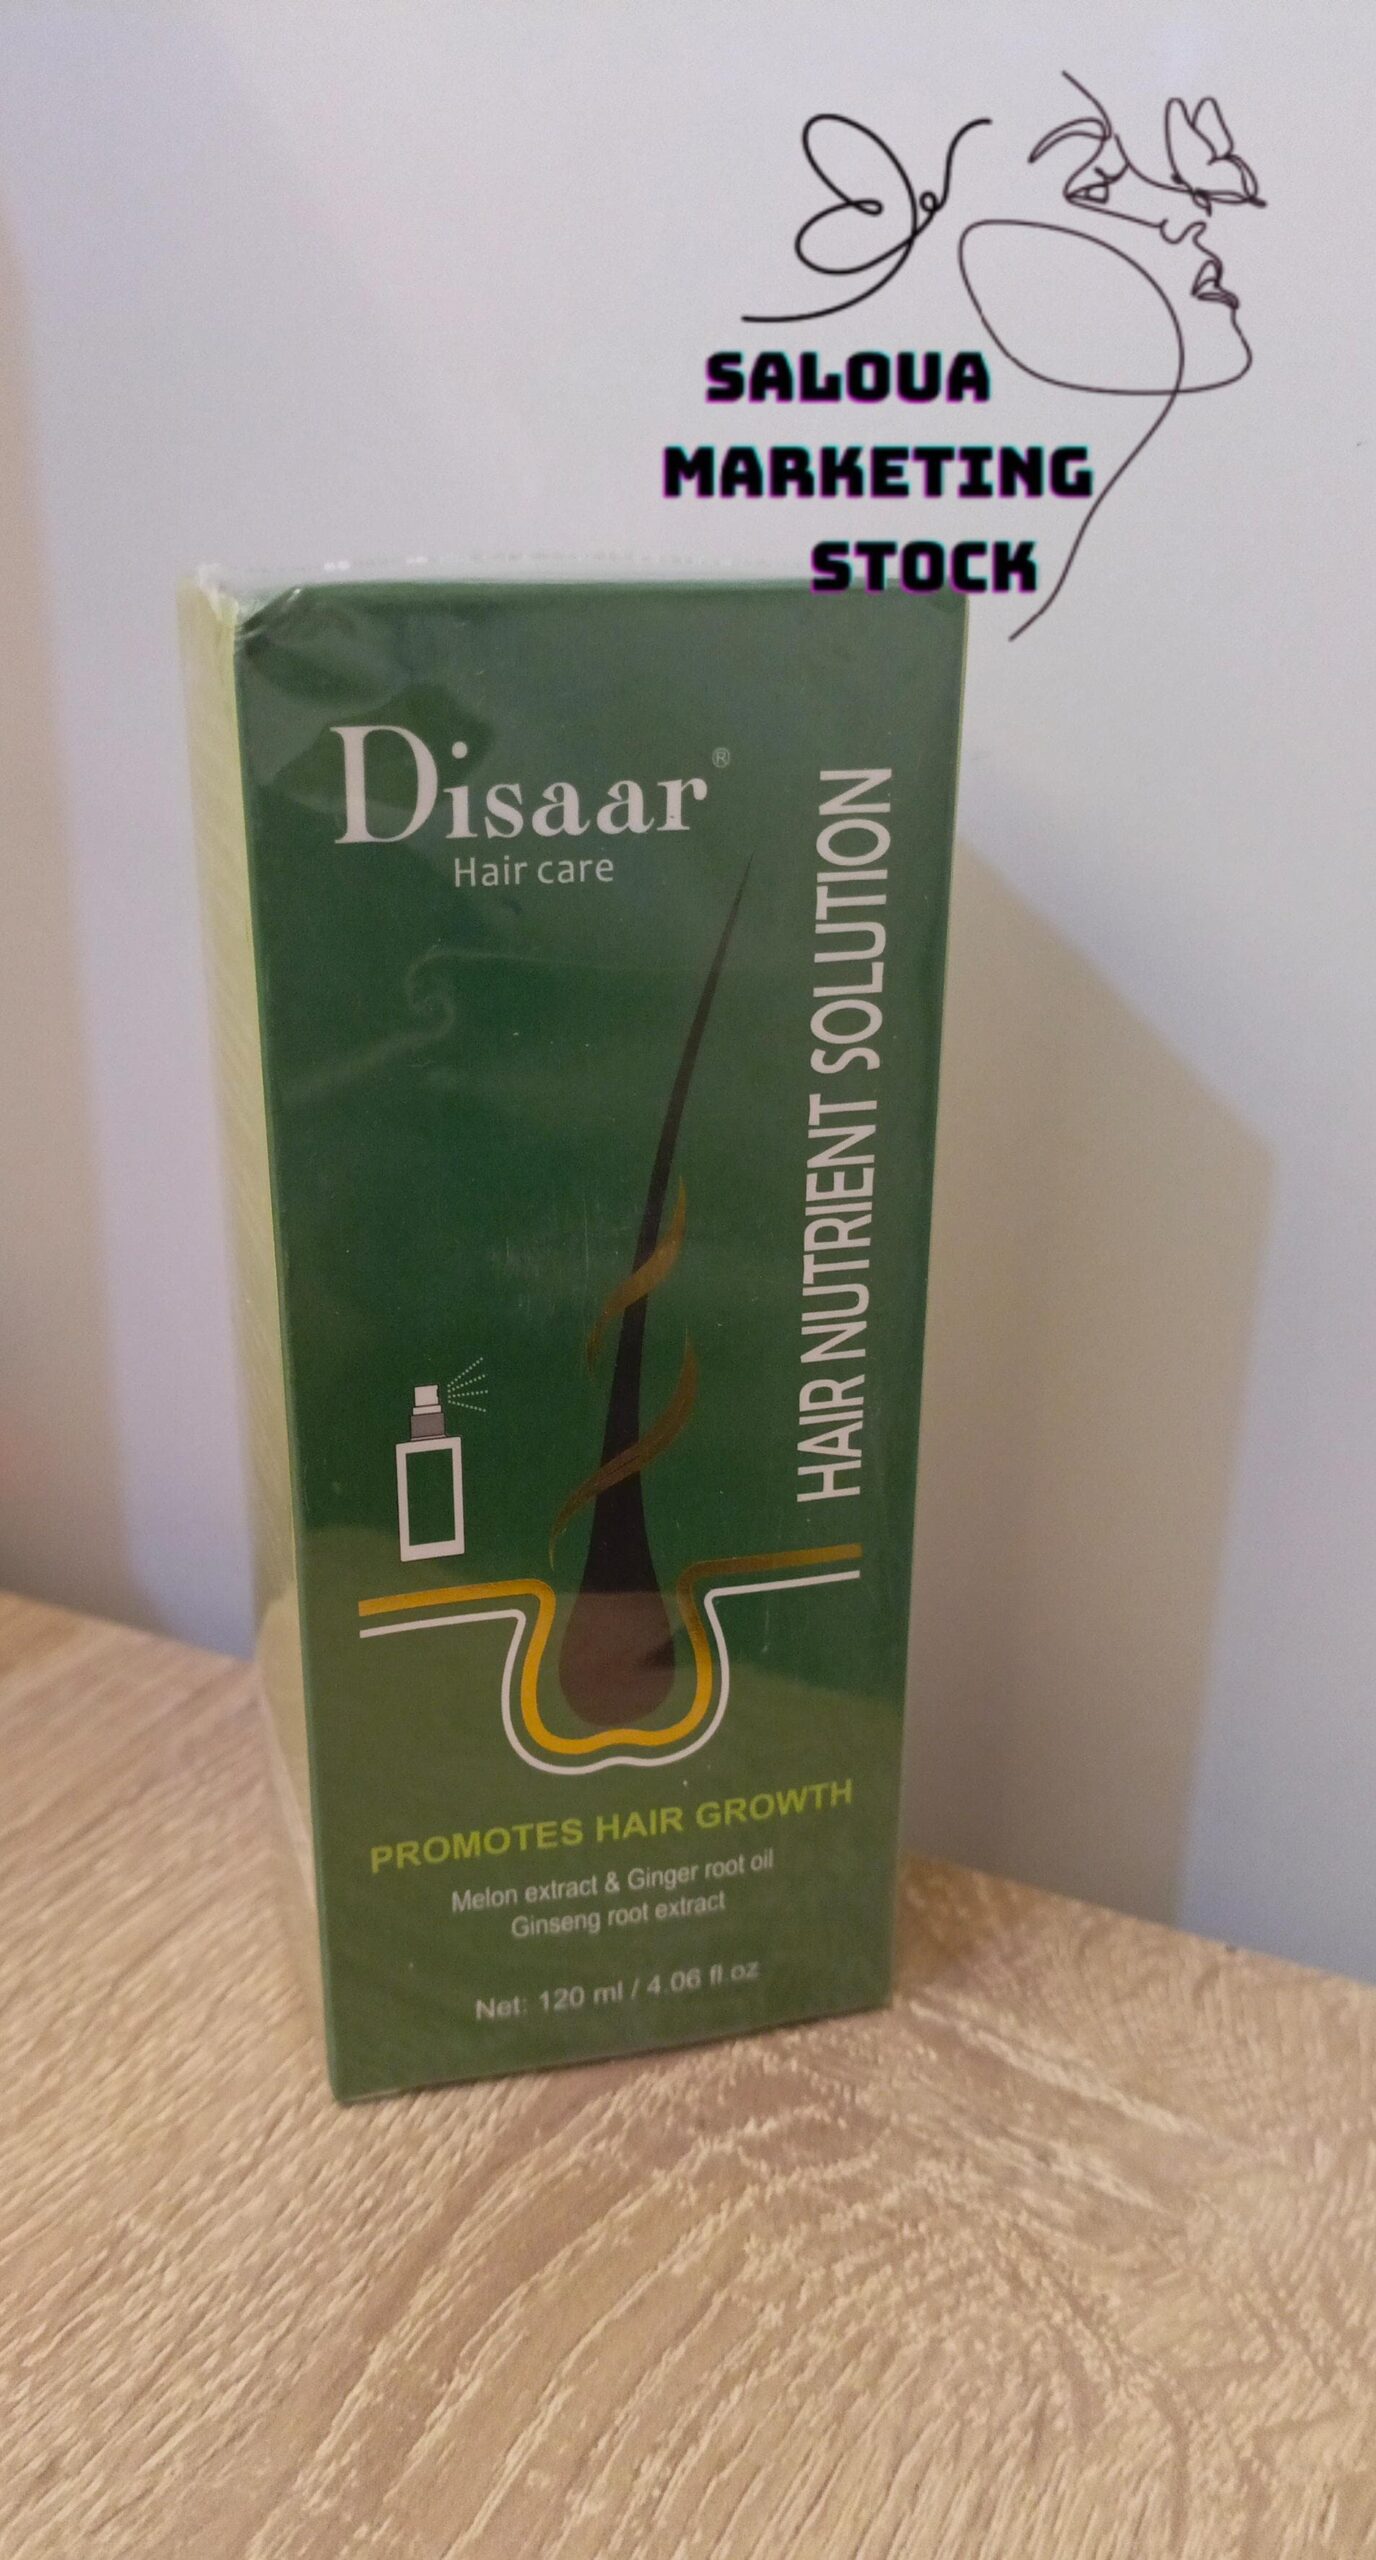 SALOUA
MARKETING
STOCK
Disaar®
Hair care
HAIR NUTRIENT SOLUTION
PROMOTES HAIR GROWTH
Melon extract & Ginger root oil
Ginseng root extract
Net: 120 ml / 4.06 fl oz